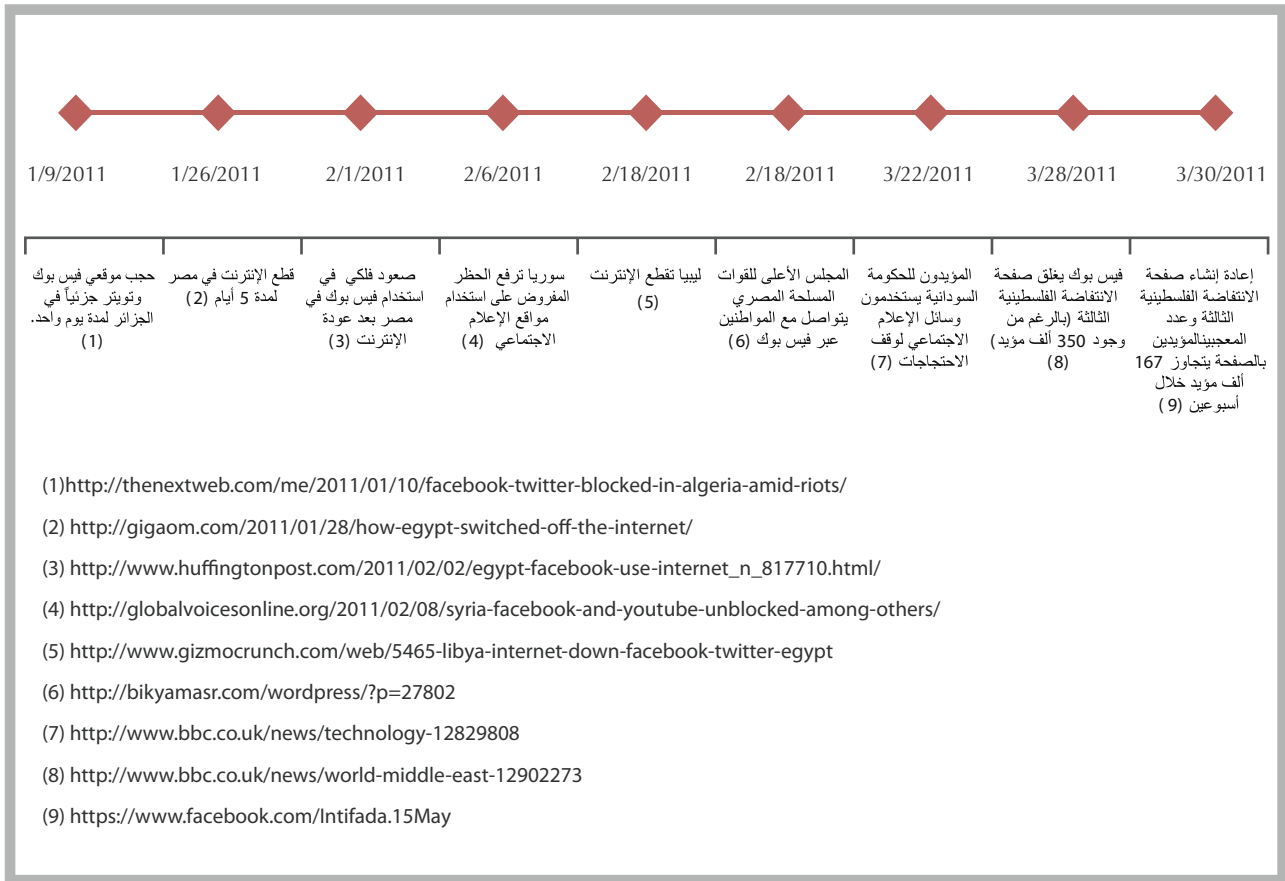 1/9/2011
1/26/2011
2/1/2011
2/6/2011
2/18/2011
2/18/2011
3/22/2011
3/28/2011
3/30/2011
حجب موقعي فيس بوك
وتويتر جزئياً في
الجزائر لمدة يوم واحد.
(1)
قطع الإنترنت في مصر
لمدة 5 أيام (2)
صعود فلكي في
استخدام فيس بوك في
مصر بعد عودة
الإنترنت (3)
سوريا ترفع الحظر
المفروض على استخدام
مواقع الإعلام
الاجتماعي (4)
ليبيا تقطع الإنترنت
(5)
المجلس الأعلى للقوات
المسلحة المصري
يتواصل مع المواطنين
عبر فيس بوك (6)
المؤيدون للحكومة
السودانية يستخدمون
وسائل الإعلام
الاجتماعي لوقف
الاحتجاجات (7)
فيس بوك يغلق صفحة
الانتفاضة الفلسطينية
الثالثة (بالرغم من
وجود 350 ألف مؤيد)
(8)
إعادة إنشاء صفحة
الانتفاضة الفلسطينية
الثالثة وعدد
المعجبينالمؤيدين
بالصفحة يتجاوز 167
ألف مؤيد خلال
أسبوعين (9)
(1)http://thenextweb.com/me/2011/01/10/facebook-twitter-blocked-in-algeria-amid-riots/
(2) http://gigaom.com/2011/01/28/how-egypt-switched-off-the-internet/
(3) http://www.huffingtonpost.com/2011/02/02/egypt-facebook-use-internet_n_817710.html/
(4) http://globalvoicesonline.org/2011/02/08/syria-facebook-and-youtube-unblocked-among-others/
(5) http://www.gizmocrunch.com/web/5465-libya-internet-down-facebook-twitter-egypt
(6) http://bikyamasr.com/wordpress/?p=27802
(7) http://www.bbc.co.uk/news/technology-12829808
(8) http://www.bbc.co.uk/news/world-middle-east-12902273
(9) https://www.facebook.com/Intifada.15May